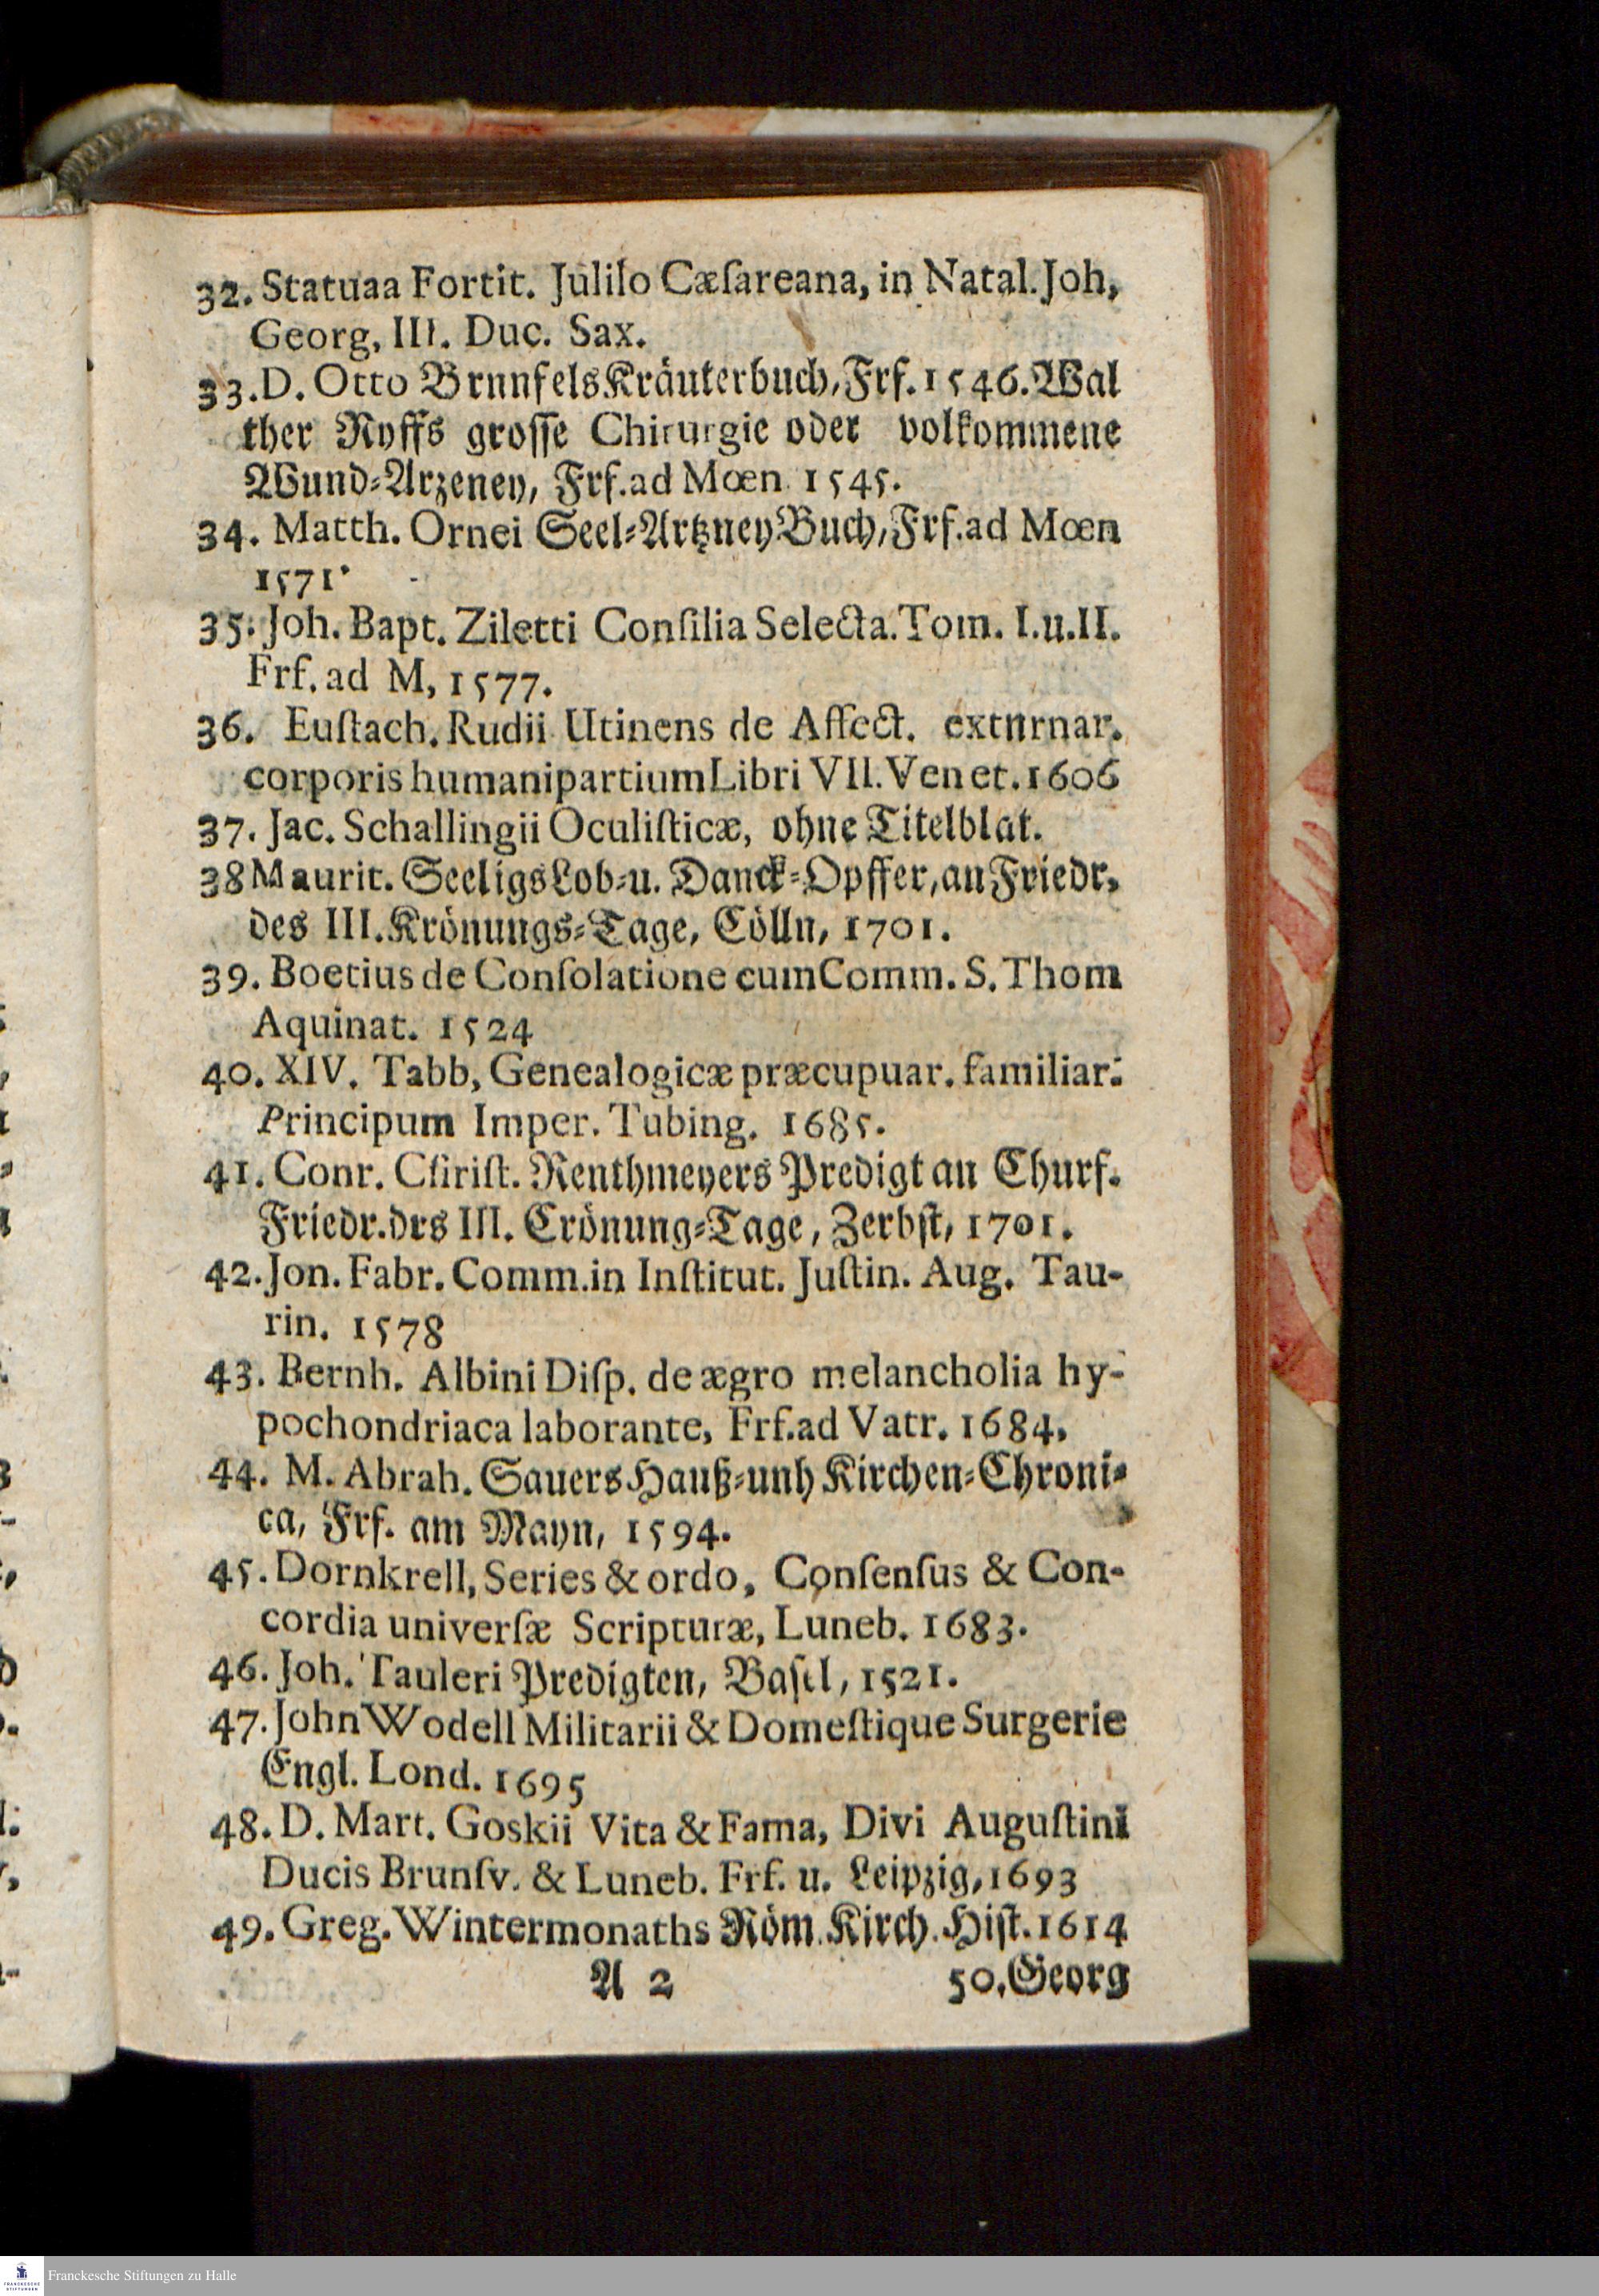 32. Statuaa Fortit. Juliſo Cæſareana, in Natal. Joh,
Georg, III. Duc. Sax.
33. D. Otto Brunfels Kräuterbuch, Frf. 1546. Wal
ther Ryffs grosse Chirurgie oder volkommene
Wund-Arzeney, Frf. ad Mœn. 1545.
34. Matth. Ornei Seel-Artzney Buch, Frf. ad Mœn
1571.
35. Joh. Bapt. Ziletti Conſilia Selecta. Tom. I. u. II.
Frf. ad M, 1577.
36. Euſtach. Rudii Utinens de Affect. exturnar.
corporis humani partium Libri VII. Venet. 1606
37. Jac. Schallingii Oculiſticæ, ohne Titelblat.
38 Maurit. Seeligs Lob-u. Danck-Opffer, an Friedr,
des III. Krönungs-Tage, Cölln, 1701.
39. Boetius de Conſolatione cum Comm. S. Thom
Aquinat. 1524
40. XIV. Tabb, Genealogicæ præcupuar. familiar:
Principum Imper. Tubing. 1685.
41. Conr. Cſiriſt. Renthmeyers Predigt an Churf.
Friedr. drs III. Crönung-Tage, Zerbſt, 1701.
42. Jon. Fabr. Comm. in Inſtitut. Juſtin. Aug. Tau-
rin. 1578
43. Bernh. Albini Diſp. de ægro melancholia hy-
pochondriaca laborante, Frf. ad Vatr. 1684,
44. M. Abrah. Sauers Hauß-unh Kirchen-Chroni-
ca, Frf. am Mayn, 1594.
45. Dornkrell, Series & ordo, Conſenſus & Con-
cordia univerſæ Scripturæ, Luneb. 1683.
46. Joh. Tauleri Predigten, Baſel, 1521.
47. John Wodell Militarii & Domeſtique Surgerie
Engl. Lond. 1695
48. D. Mart. Goskii Vita & Fama, Divi Auguſtini
Ducis Brunſv. & Luneb. Frf. u. Leipzig, 1693
49. Greg. Wintermonaths Röm. Kirch. Hiſt. 1614
A 2 50. Georg
Franckesche Stiftungen zu Halle
FRANCKESCHE
STIFTUNGEN